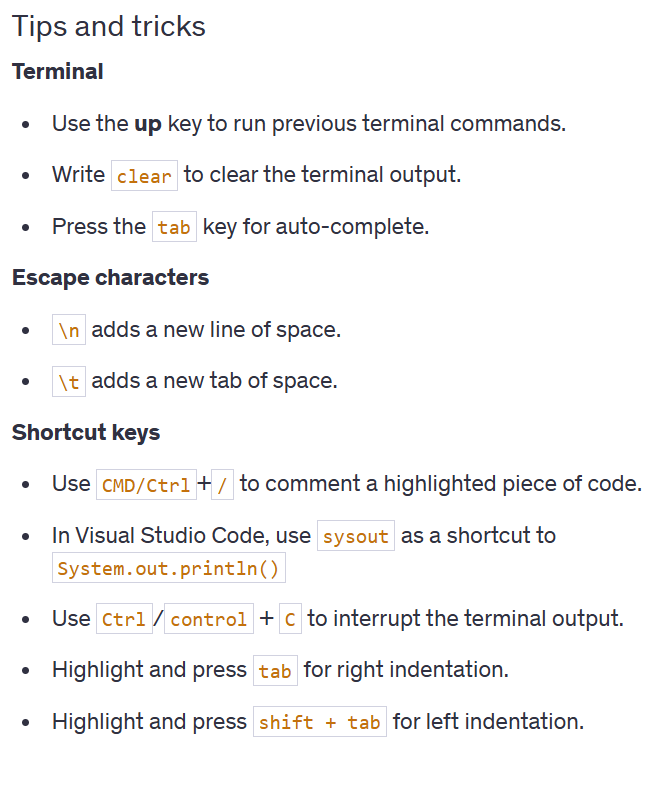 Tips and tricks
Terminal
• Use the up key to run previous terminal commands.
• Write clear to clear the terminal output.
• Press the tab key for auto-complete.
Escape characters
• \n adds a new line of space.
• \t adds a new tab of space.
Shortcut keys
• Use CMD/Ctrl+/ to comment a highlighted piece of code.
• In Visual Studio Code, use sysout as a shortcut to
System.out.println()
• Use Ctrl/control + C to interrupt the terminal output.
• Highlight and press tab for right indentation.
• Highlight and press shift + tab for left indentation.